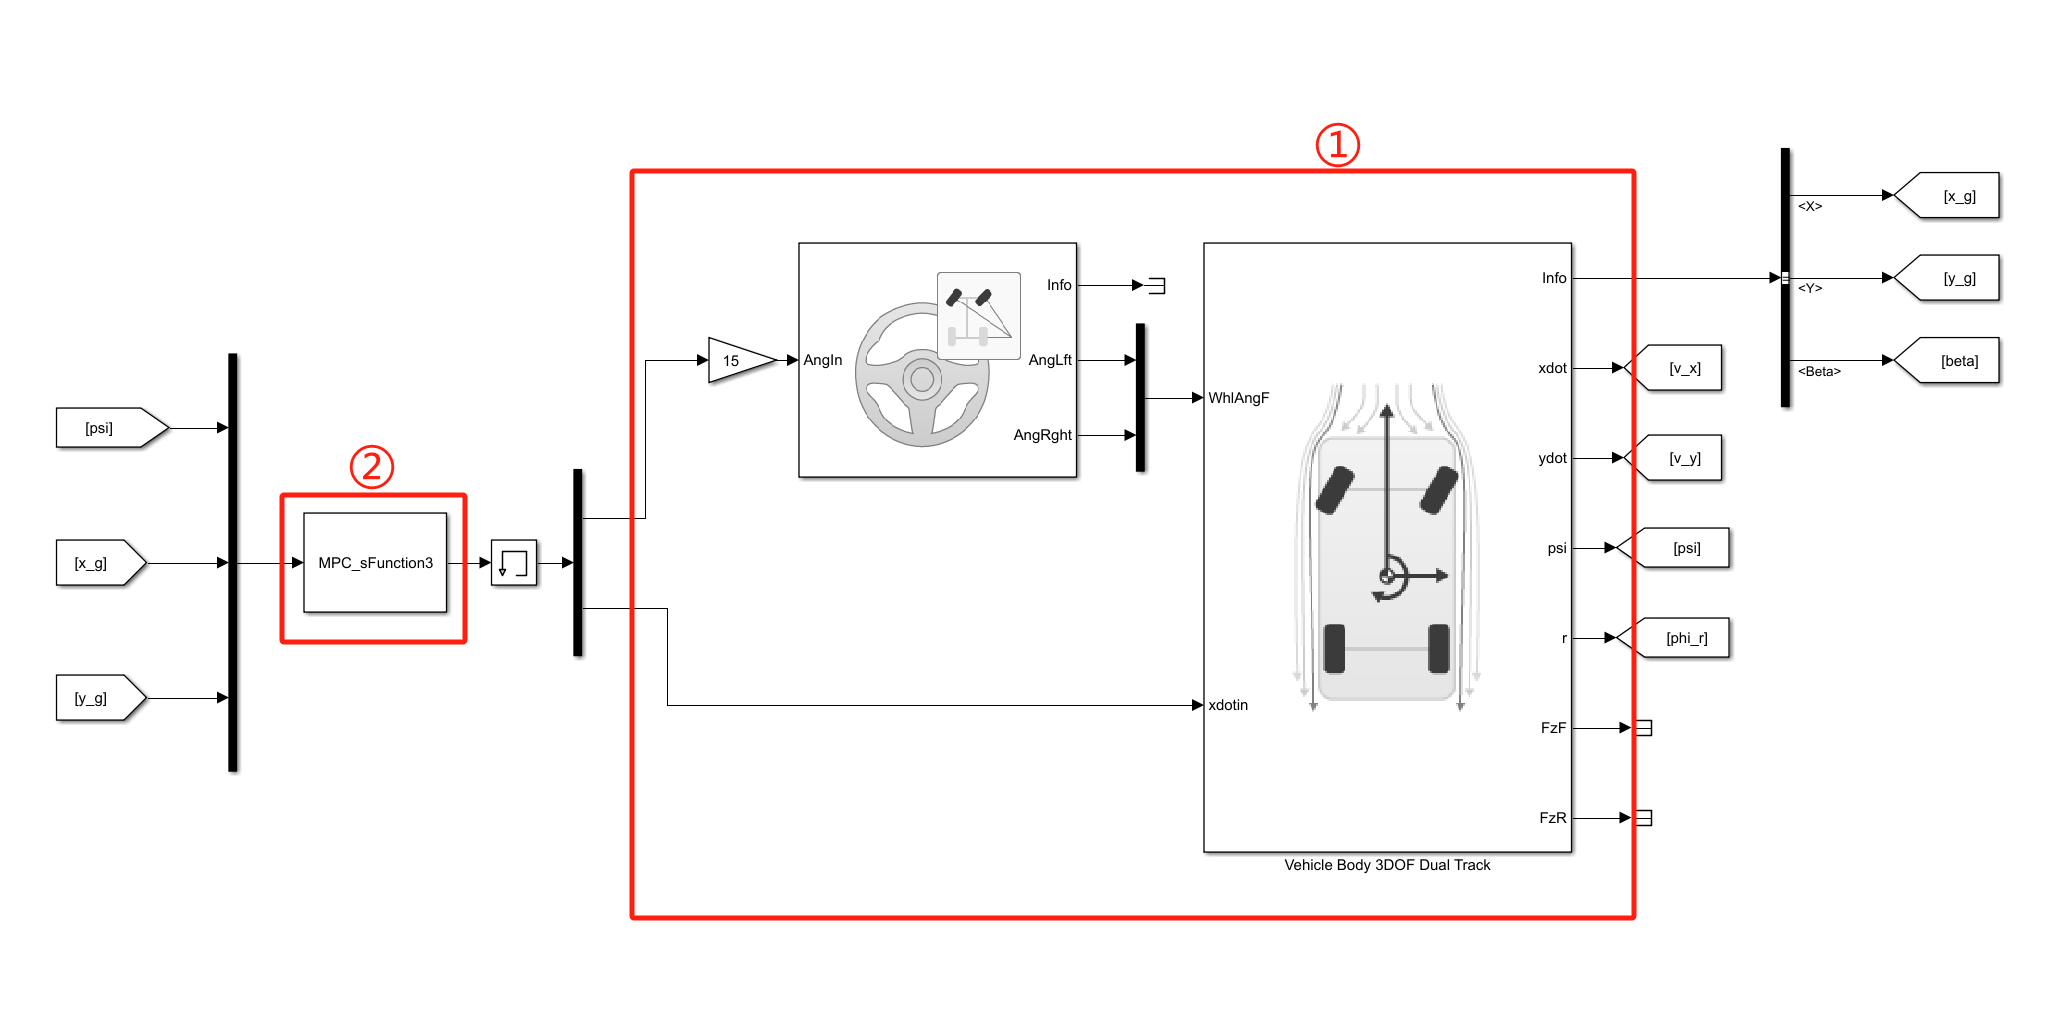 ①
②
[psi]
[x_g]
[y_g]
MPC_sFunction3
15
AngIn
Info
AngLft
AngRght
WhlAngF
xdotin
Info
xdot
ydot
psi
r
FzF
FzR
Vehicle Body 3DOF Dual Track
[v_x]
[v_y]
[psi]
[phi_r]
<X>
<Y>
<Beta>
[x_g]
[y_g]
[beta]